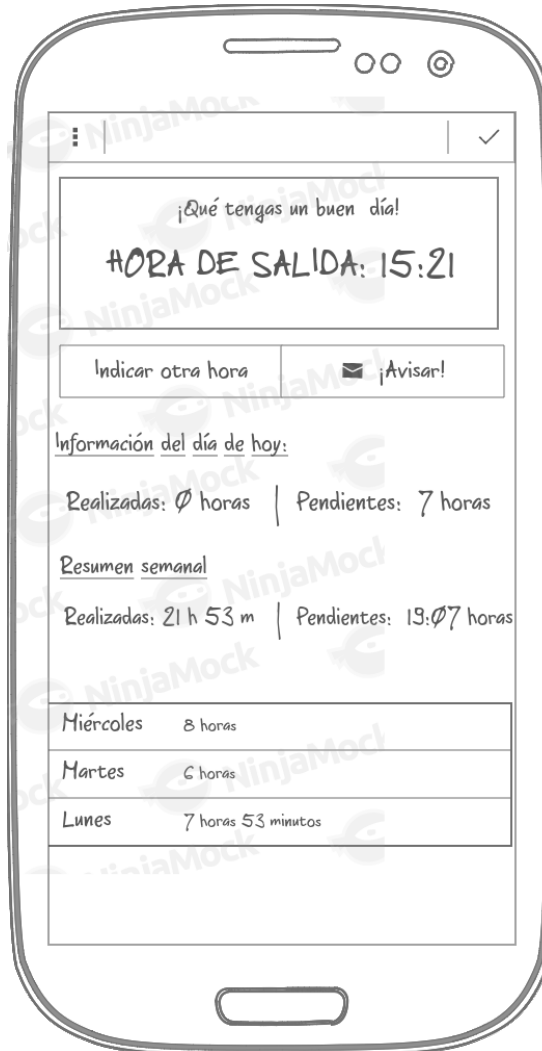 ¡Qué tengas un buen día!
HORA DE SALIDA: 15:21
Indicar otra hora
¡Avisar!
Información del día de hoy:
Realizadas: 0 horas | Pendientes: 7 horas
Resumen semanal
Realizadas: 21 h 53 m | Pendientes: 19:07 horas
Miércoles 8 horas
Martes 6 horas
Lunes 7 horas 53 minutos
NinjaMock